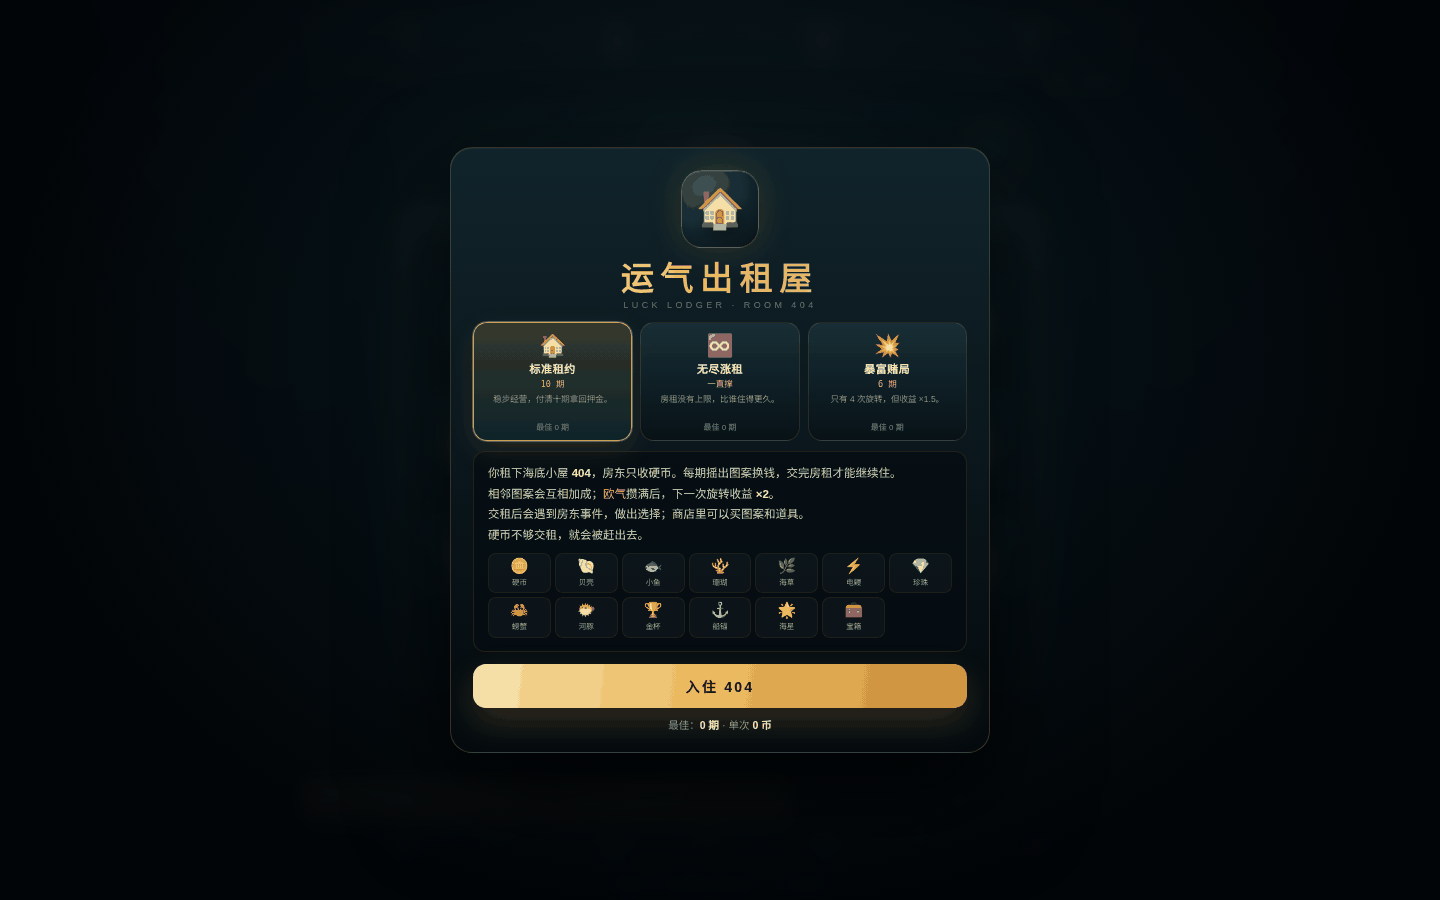 运气出租屋
LUCK LODGER · ROOM 404
标准租约
10 期
稳步经营，付清十期拿回押金。
最佳 0 期
无尽涨租
一直撑
房租没有上限，比谁住得更久。
最佳 0 期
暴富赌局
6 期
只有 4 次旋转，但收益 ×1.5。
最佳 0 期
你租下海底小屋 404，房东只收硬币。每期摇出图案换钱，交完房租才能继续住。
相邻图案会互相加成；欧气攒满后，下一次旋转收益 ×2。
交租后会遇到房东事件，做出选择；商店里可以买图案和道具。
硬币不够交租，就会被赶出去。
硬币 贝壳 小鱼 珊瑚 海草 电鳗 珍珠
螃蟹 河豚 金杯 船锚 海星 宝箱
入住 404
最佳：0 期 · 单次 0 币